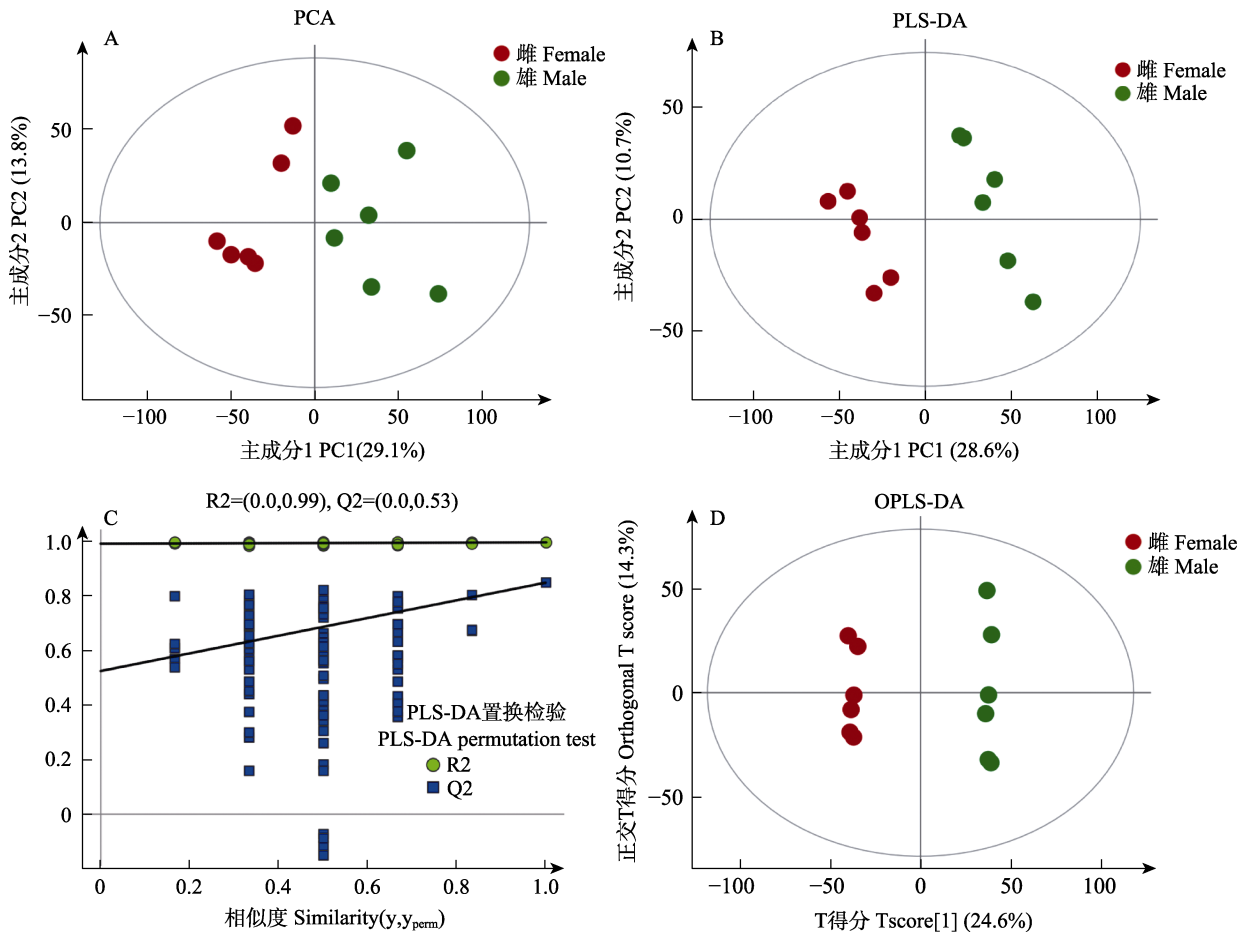 PCA
A
雌 Female
雄 Male
50
0
−50
主成分2 PC2 (13.8%)
−100
−50
0
50
100
主成分1 PC1(29.1%)
PLS-DA
B
雌 Female
雄 Male
50
0
−50
主成分2 PC2 (10.7%)
−100
−50
0
50
100
主成分1 PC1 (28.6%)
R2=(0.0,0.99), Q2=(0.0,0.53)
C
1.0
0.8
0.6
0.4
0.2
0
PLS-DA置换检验
PLS-DA permutation test
R2
Q2
0
0.2
0.4
0.6
0.8
1.0
相似度 Similarity(y,yperm)
OPLS-DA
D
雌 Female
雄 Male
50
0
−50
正交T得分 Orthogonal T score (14.3%)
−100
−50
0
50
100
T得分 Tscore[1] (24.6%)